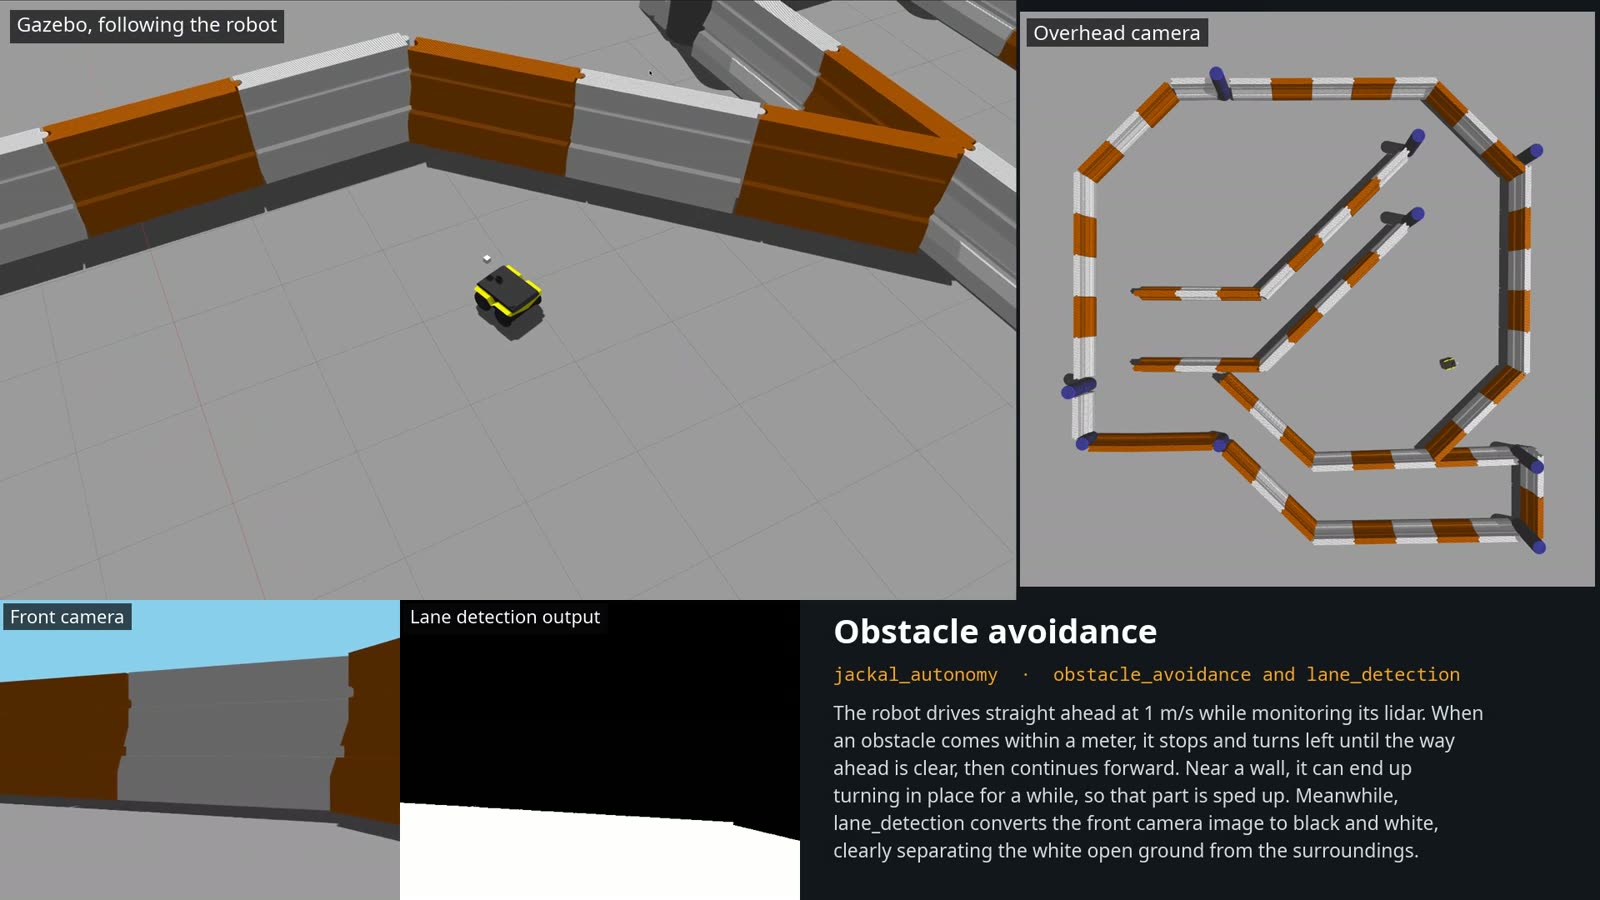 Gazebo, following the robot
Overhead camera
Front camera
Lane detection output
Obstacle avoidance
jackal_autonomy · obstacle_avoidance and lane_detection
The robot drives straight ahead at 1 m/s while monitoring its lidar. When
an obstacle comes within a meter, it stops and turns left until the way
ahead is clear, then continues forward. Near a wall, it can end up
turning in place for a while, so that part is sped up. Meanwhile,
lane_detection converts the front camera image to black and white,
clearly separating the white open ground from the surroundings.